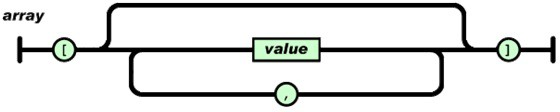 array
[ value ]
,